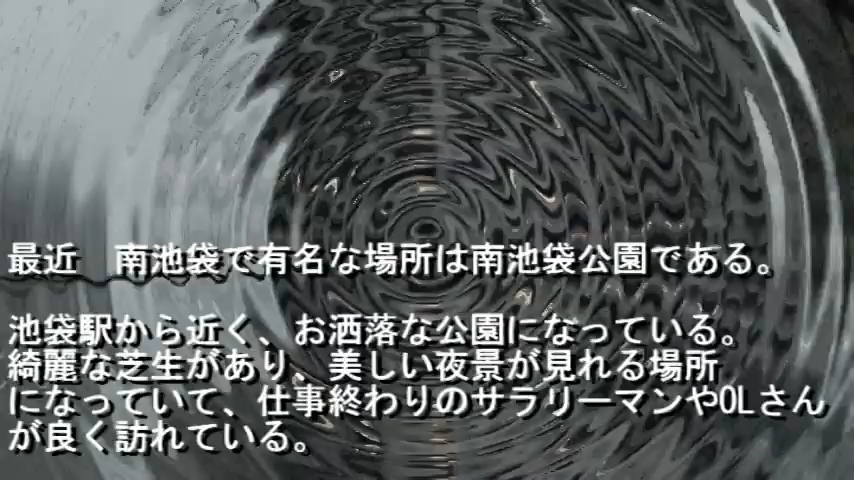 最近　南池袋で有名な場所は南池袋公園である。
池袋駅から近く、お洒落な公園になっている。
綺麗な芝生があり、美しい夜景が見れる場所
になっていて、仕事終わりのサラリーマンやOLさん
が良く訪れている。